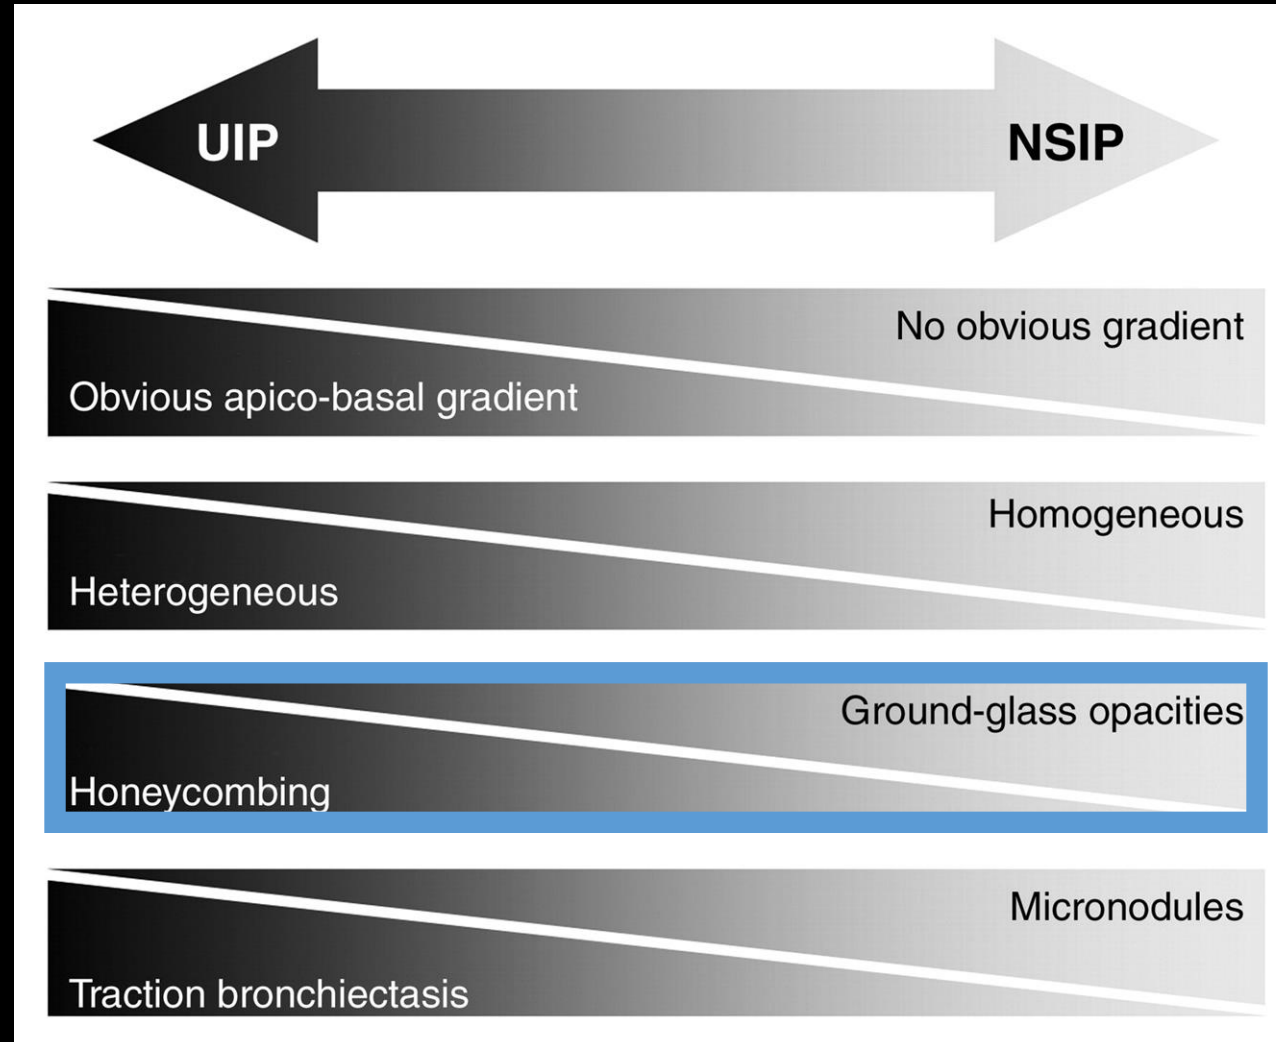 UIP
NSIP
No obvious gradient
Obvious apico-basal gradient
Homogeneous
Heterogeneous
Ground-glass opacities
Honeycombing
Micronodules
Traction bronchiectasis